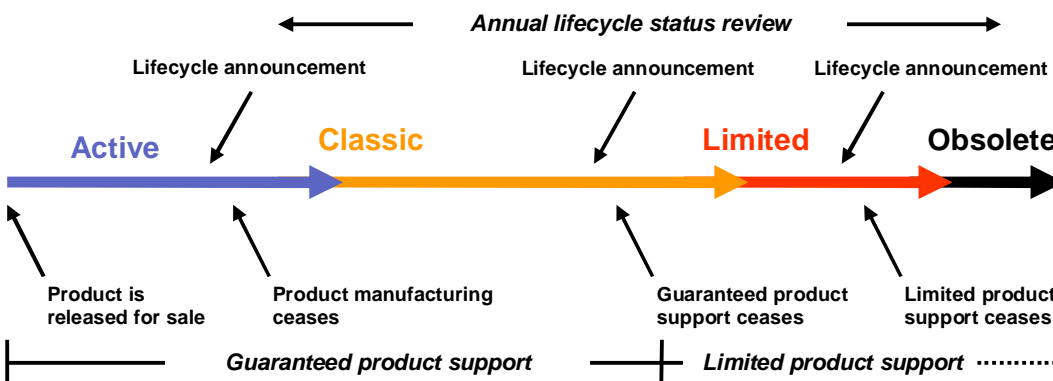 Annual lifecycle status review
Lifecycle announcement
Lifecycle announcement
Lifecycle announcement
Active
Classic
Limited
Obsolete
Product is
released for sale
Product manufacturing
ceases
Guaranteed product
support ceases
Limited product
support ceases
Guaranteed product support
Limited product support